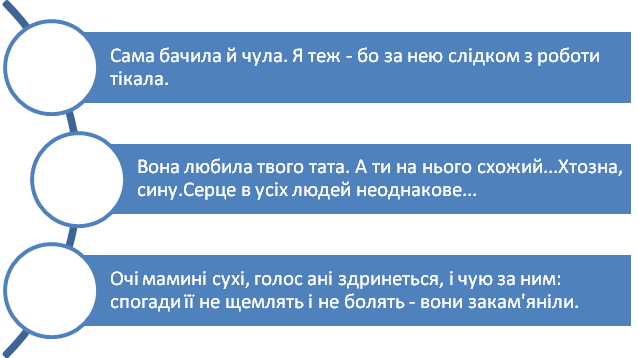 Сама бачила й чула. Я теж - бо за нею слідком з роботи
тікала.
Вона любила твого тата. А ти на нього схожий...Хтозна,
сину.Серце в усіх людей неоднакове...
Очі мамині сухі, голос ані здринеться, і чую за ним:
спогади її не щемлять і не болять - вони закам'яніли.